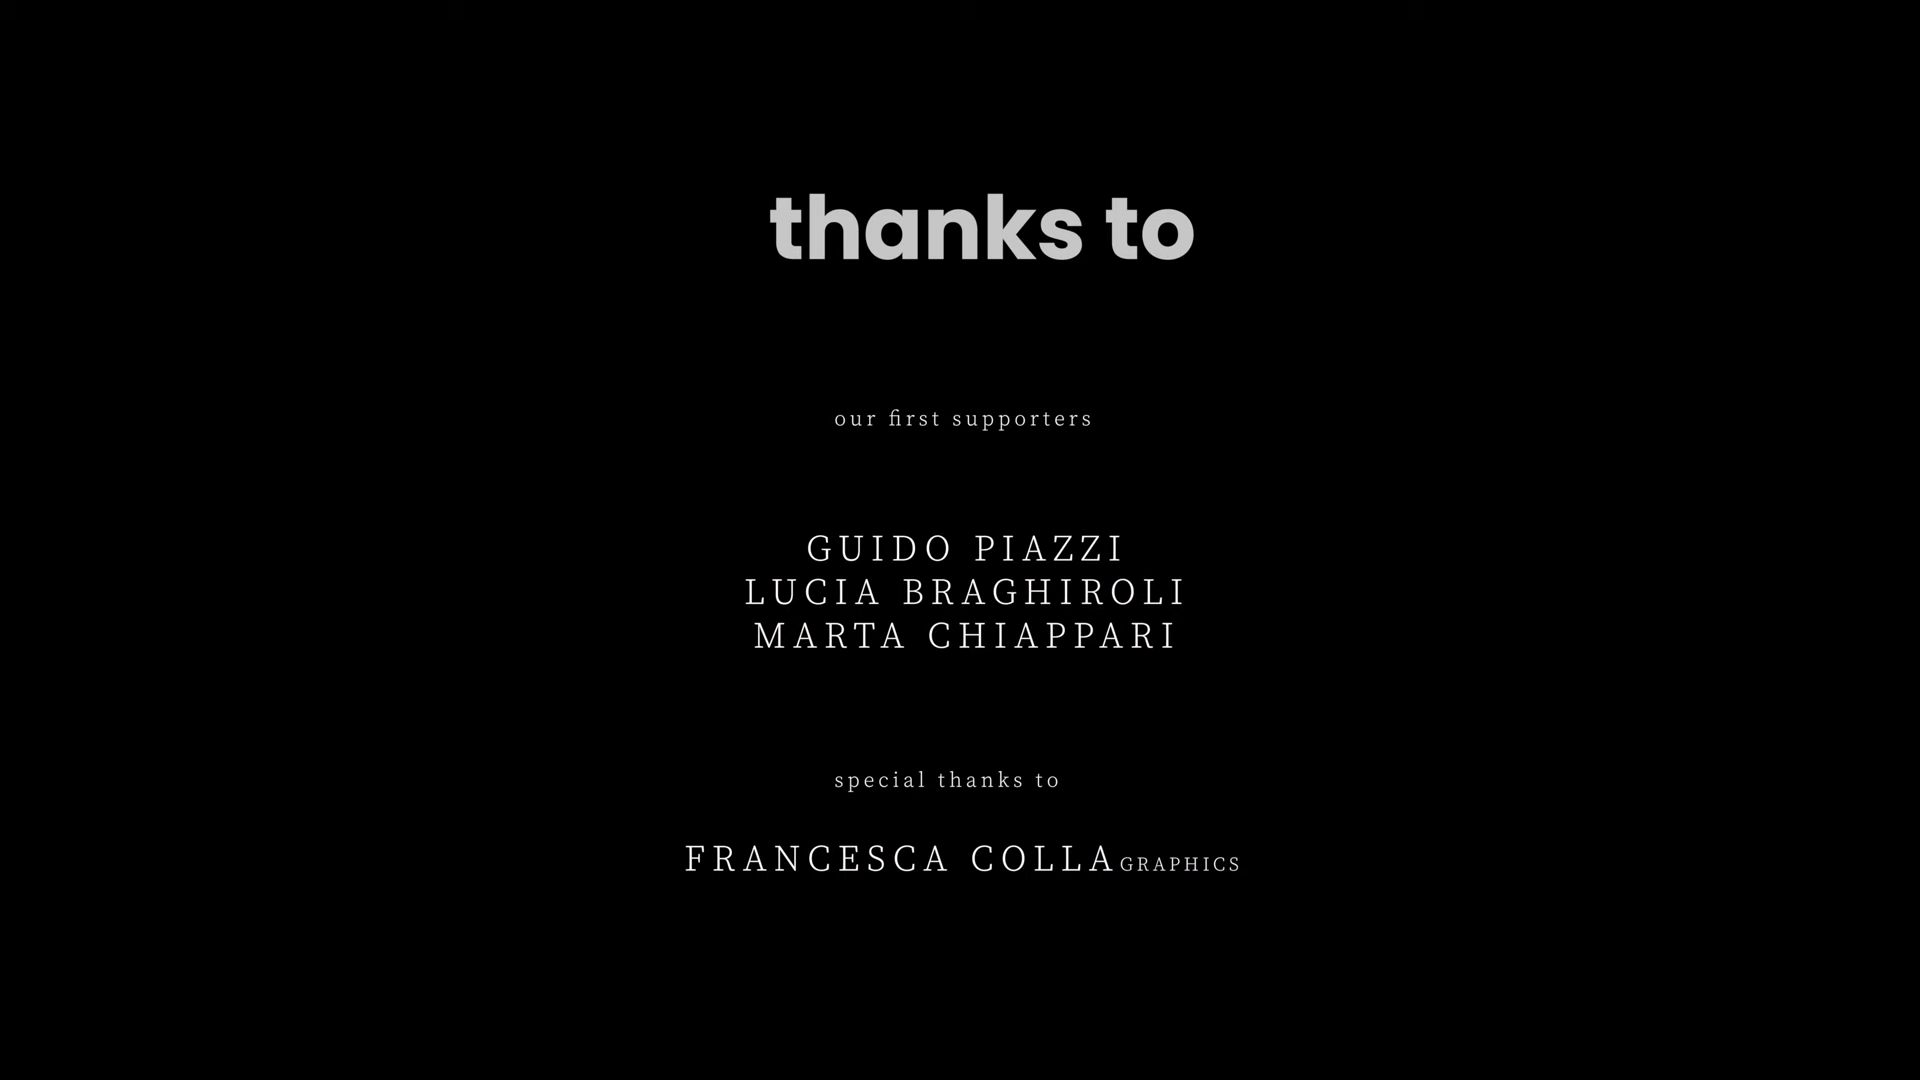 thanks to
our first supporters
GUIDO PIAZZI
LUCIA BRAGHIROLI
MARTA CHIAPPARI
special thanks to
FRANCESCA COLLA GRAPHICS